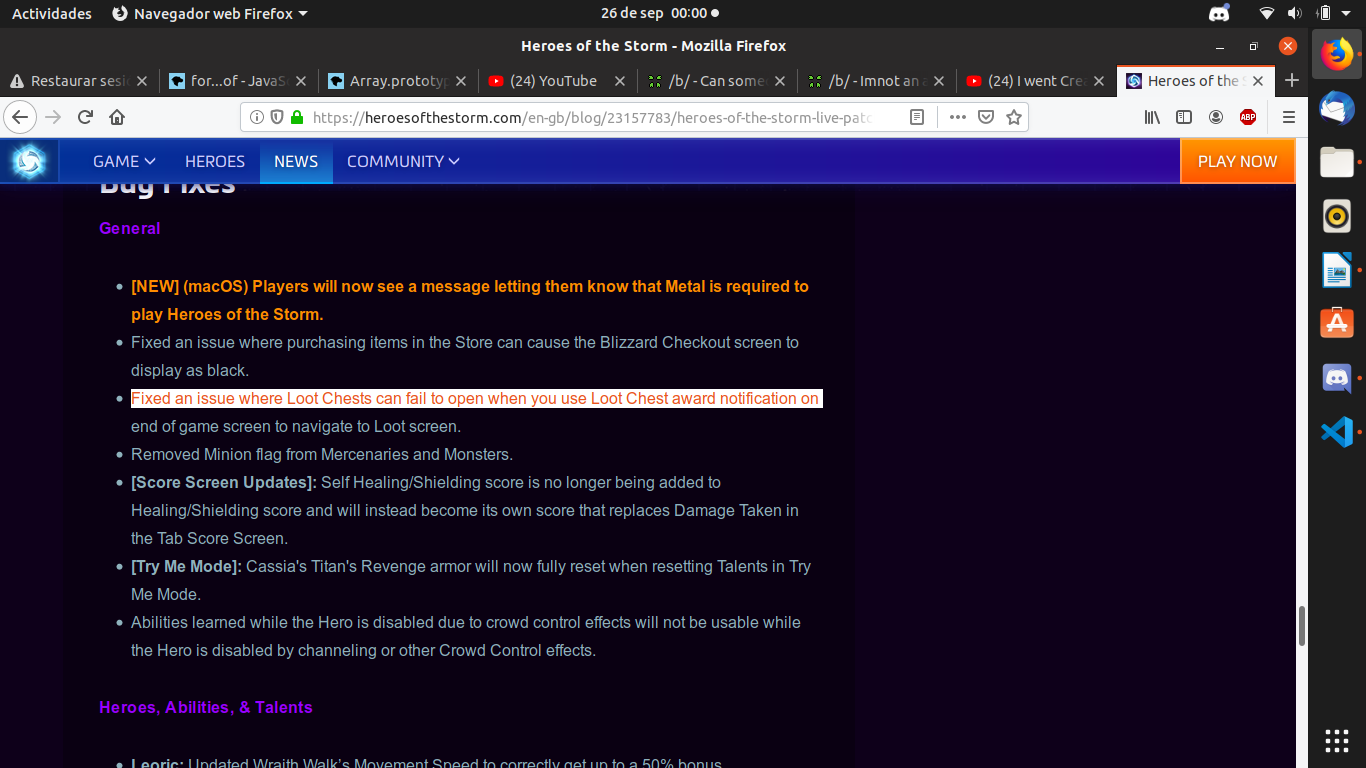 Actividades
Navegador web Firefox
26 de sep 00:00
Heroes of the Storm - Mozilla Firefox
Restaurar sesi
for...of - JavaS
Array.prototyp
(24) YouTube
/b/ - Can some
/b/ - Imnot an a
(24) I went Cre
Heroes of the S
https://heroesofthestorm.com/en-gb/blog/23157783/heroes-of-the-storm-live-patc
ABP
GAME
HEROES
NEWS
COMMUNITY
PLAY NOW
Bug Fixes
General
[NEW] (macOS) Players will now see a message letting them know that Metal is required to
play Heroes of the Storm.
Fixed an issue where purchasing items in the Store can cause the Blizzard Checkout screen to
display as black.
Fixed an issue where Loot Chests can fail to open when you use Loot Chest award notification on
end of game screen to navigate to Loot screen.
Removed Minion flag from Mercenaries and Monsters.
[Score Screen Updates]: Self Healing/Shielding score is no longer being added to
Healing/Shielding score and will instead become its own score that replaces Damage Taken in
the Tab Score Screen.
[Try Me Mode]: Cassia's Titan's Revenge armor will now fully reset when resetting Talents in Try
Me Mode.
Abilities learned while the Hero is disabled due to crowd control effects will not be usable while
the Hero is disabled by channeling or other Crowd Control effects.
Heroes, Abilities, & Talents
Leoric: Updated Wraith Walk’s Movement Speed to correctly get up to a 50% bonus